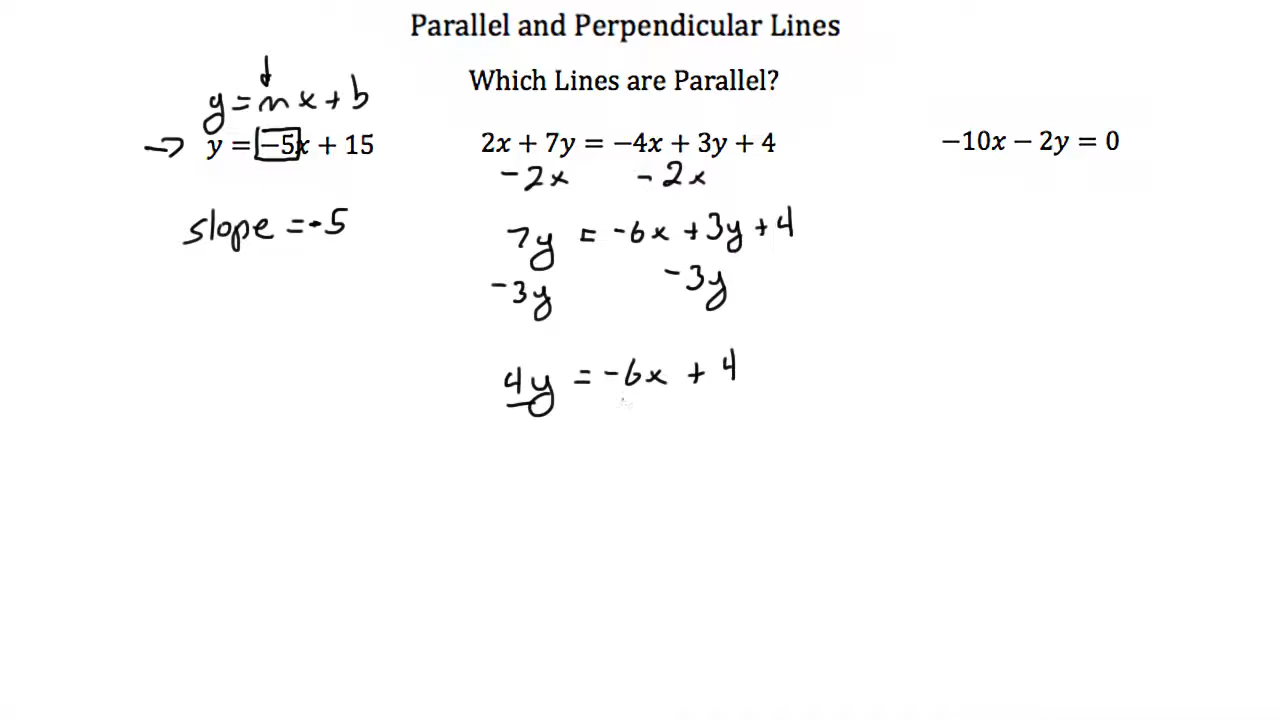 Parallel and Perpendicular Lines
Which Lines are Parallel?
y = mx + b
y = −5x + 15
slope = -5
2x + 7y = −4x + 3y + 4
-2x -2x
7y = -6x + 3y + 4
-3y -3y
4y = -6x + 4
−10x − 2y = 0